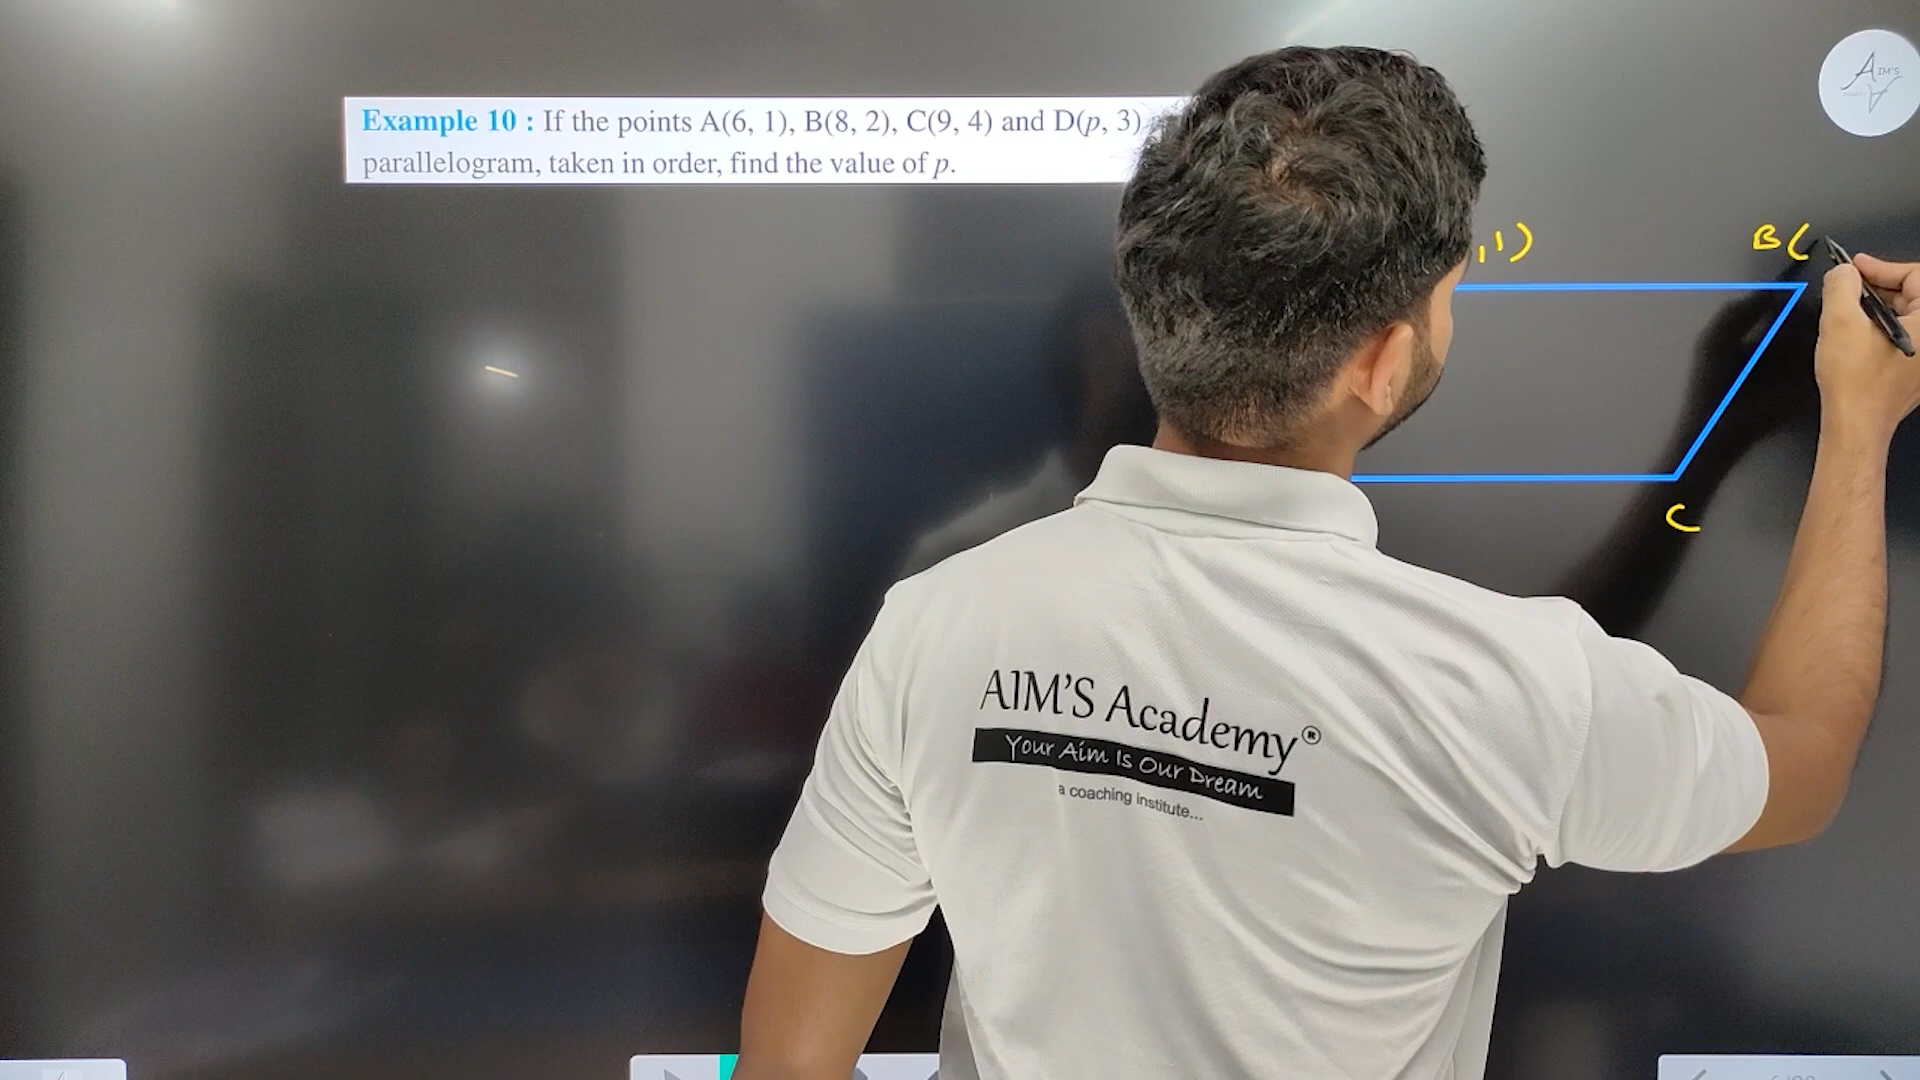 Example 10 : If the points A(6, 1), B(8, 2), C(9, 4) and D(p, 3)
parallelogram, taken in order, find the value of p.
AIM'S
,1)
B(
C
AIM'S Academy®
Your Aim Is Our Dream
a coaching institute...